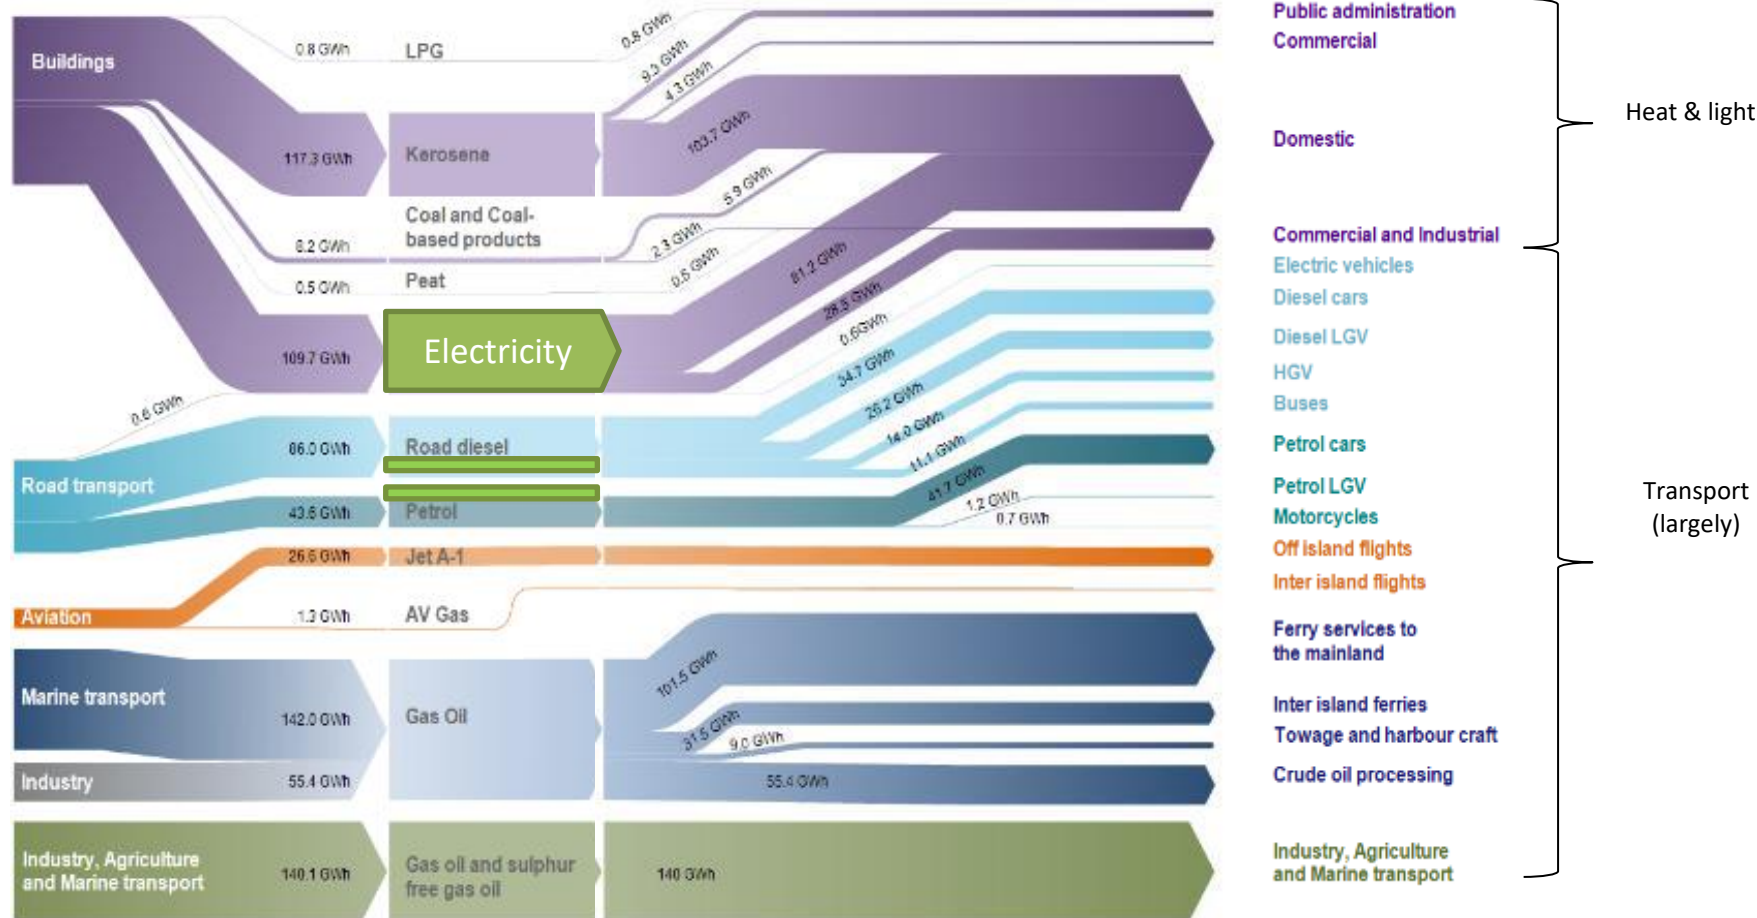 Public administration
0.8 GWh
Buildings
0.8 GWh
LPG
Commercial
9.3 GWh
4.3 GWh
Heat & light
103.7 GWh
Domestic
117.3 GWh
Kerosene
5.9 GWh
Coal and Coal-
based products
8.2 GWh
2.3 GWh
Commercial and Industrial
0.5 GWh
Peat
0.5 GWh
81.2 GWh
Electric vehicles
28.5 GWh
Diesel cars
0.6GWh
109.7 GWh
Electricity
Diesel LGV
34.7 GWh
HGV
0.6 GWh
26.2 GWh
Buses
14.0 GWh
86.0 GWh
Road diesel
11.1 GWh
Petrol cars
Road transport
41.7 GWh
Petrol LGV
Transport
(largely)
43.6 GWh
Petrol
1.2 GWh
0.7 GWh
Motorcycles
26.6 GWh
Jet A-1
Off island flights
Inter island flights
Aviation
1.3 GWh
AV Gas
Ferry services to
the mainland
101.5 GWh
Marine transport
142.0 GWh
Gas Oil
Inter island ferries
31.5 GWh
9.0 GWh
Towage and harbour craft
Industry
55.4 GWh
55.4 GWh
Crude oil processing
Industry, Agriculture
and Marine transport
140.1 GWh
Gas oil and sulphur
free gas oil
140 GWh
Industry, Agriculture
and Marine transport